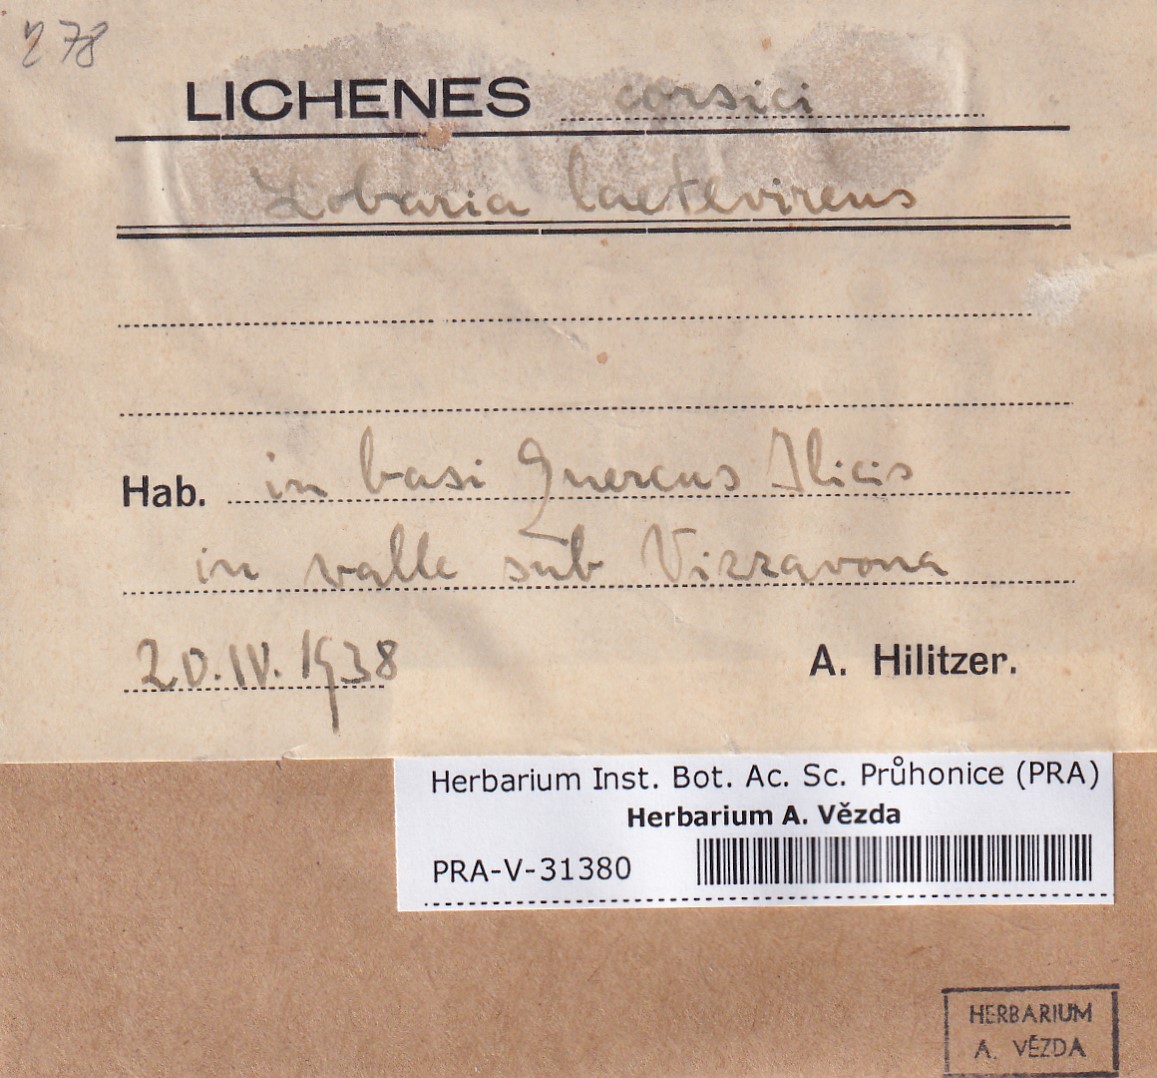 278
LICHENES corsici
Lobaria laetevirens
Hab. in basi Quercus Ilicis
in valle sub Vizzavona
20.IV.1938 A. Hilitzer.
Herbarium Inst. Bot. Ac. Sc. Průhonice (PRA)
Herbarium A. Vězda
PRA-V-31380
HERBARIUM
A. VĚZDA